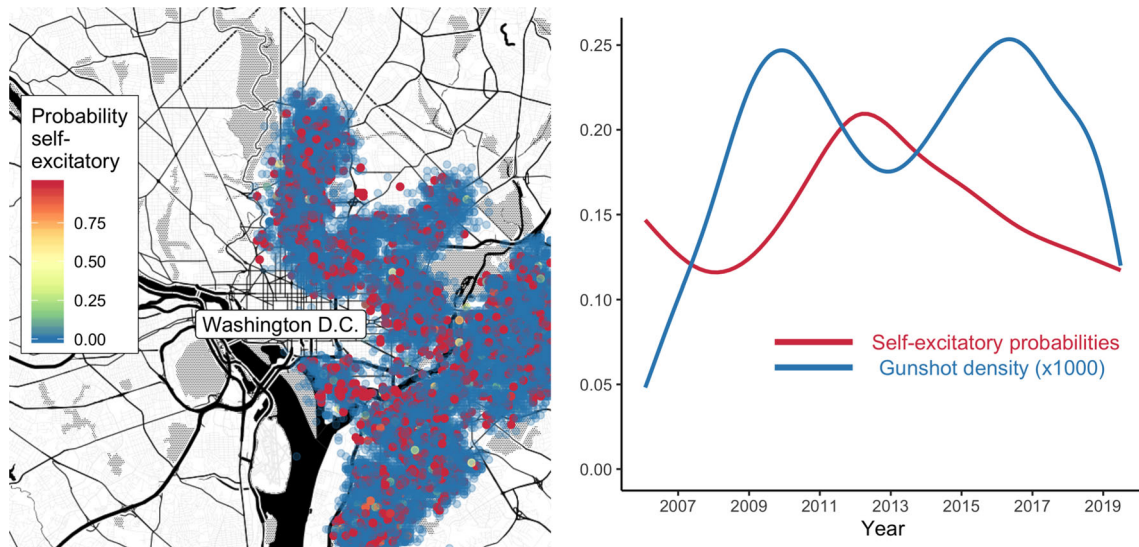 Probability
self-
excitatory
0.75
0.50
0.25
0.00
Washington D.C.
0.25
0.20
0.15
0.10
0.05
0.00
Self-excitatory probabilities
Gunshot density (x1000)
2007 2009 2011 2013 2015 2017 2019
Year